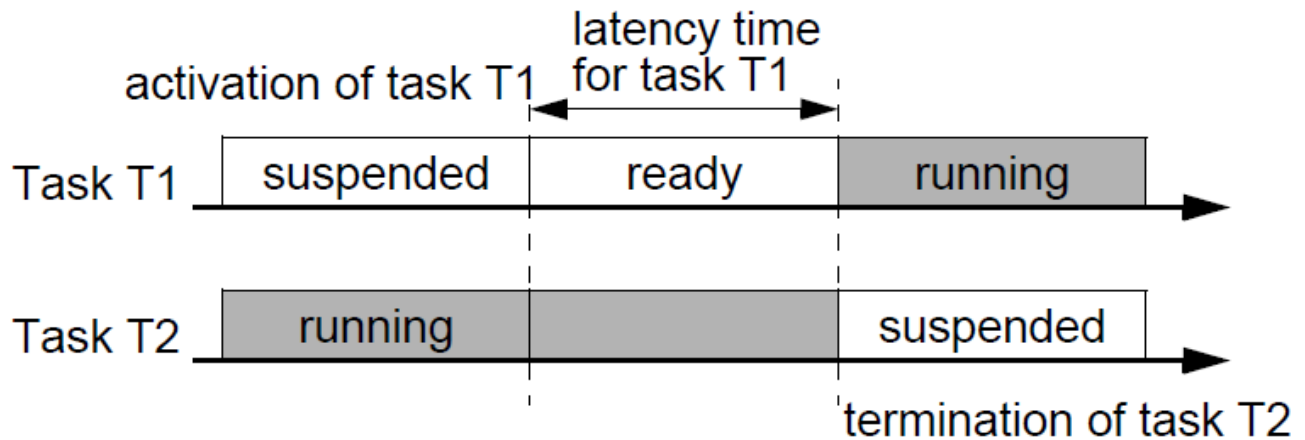 latency time
activation of task T1 for task T1
Task T1 suspended ready running
Task T2 running suspended
termination of task T2